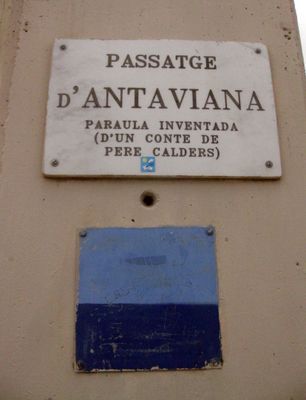 PASSATGE
D'ANTAVIANA
PARAULA INVENTADA
(D'UN CONTE DE
PERE CALDERS)